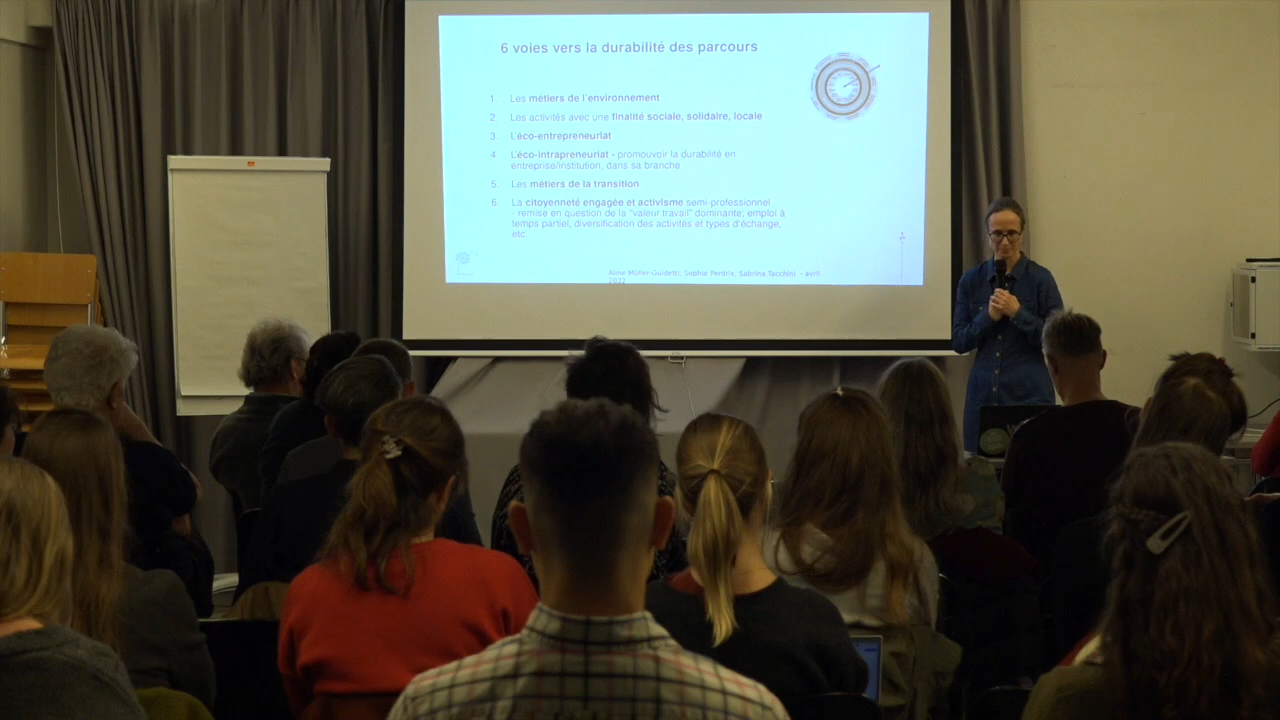 6 voies vers la durabilité des parcours
1. Les métiers de l'environnement
2. Les activités avec une finalité sociale, solidaire, locale
3. L'éco-entrepreneuriat
4. L'éco-intrapreneuriat - promouvoir la durabilité en
entreprise/institution, dans sa branche
5. Les métiers de la transition
6. La citoyenneté engagée et activisme semi-professionnel
- remise en question de la "valeur travail" dominante; emploi à
temps partiel, diversification des activités et types d'échange,
etc.
Aline Müller-Guidetti, Sophie Perdrix, Sabrina Tacchini - avril
2022